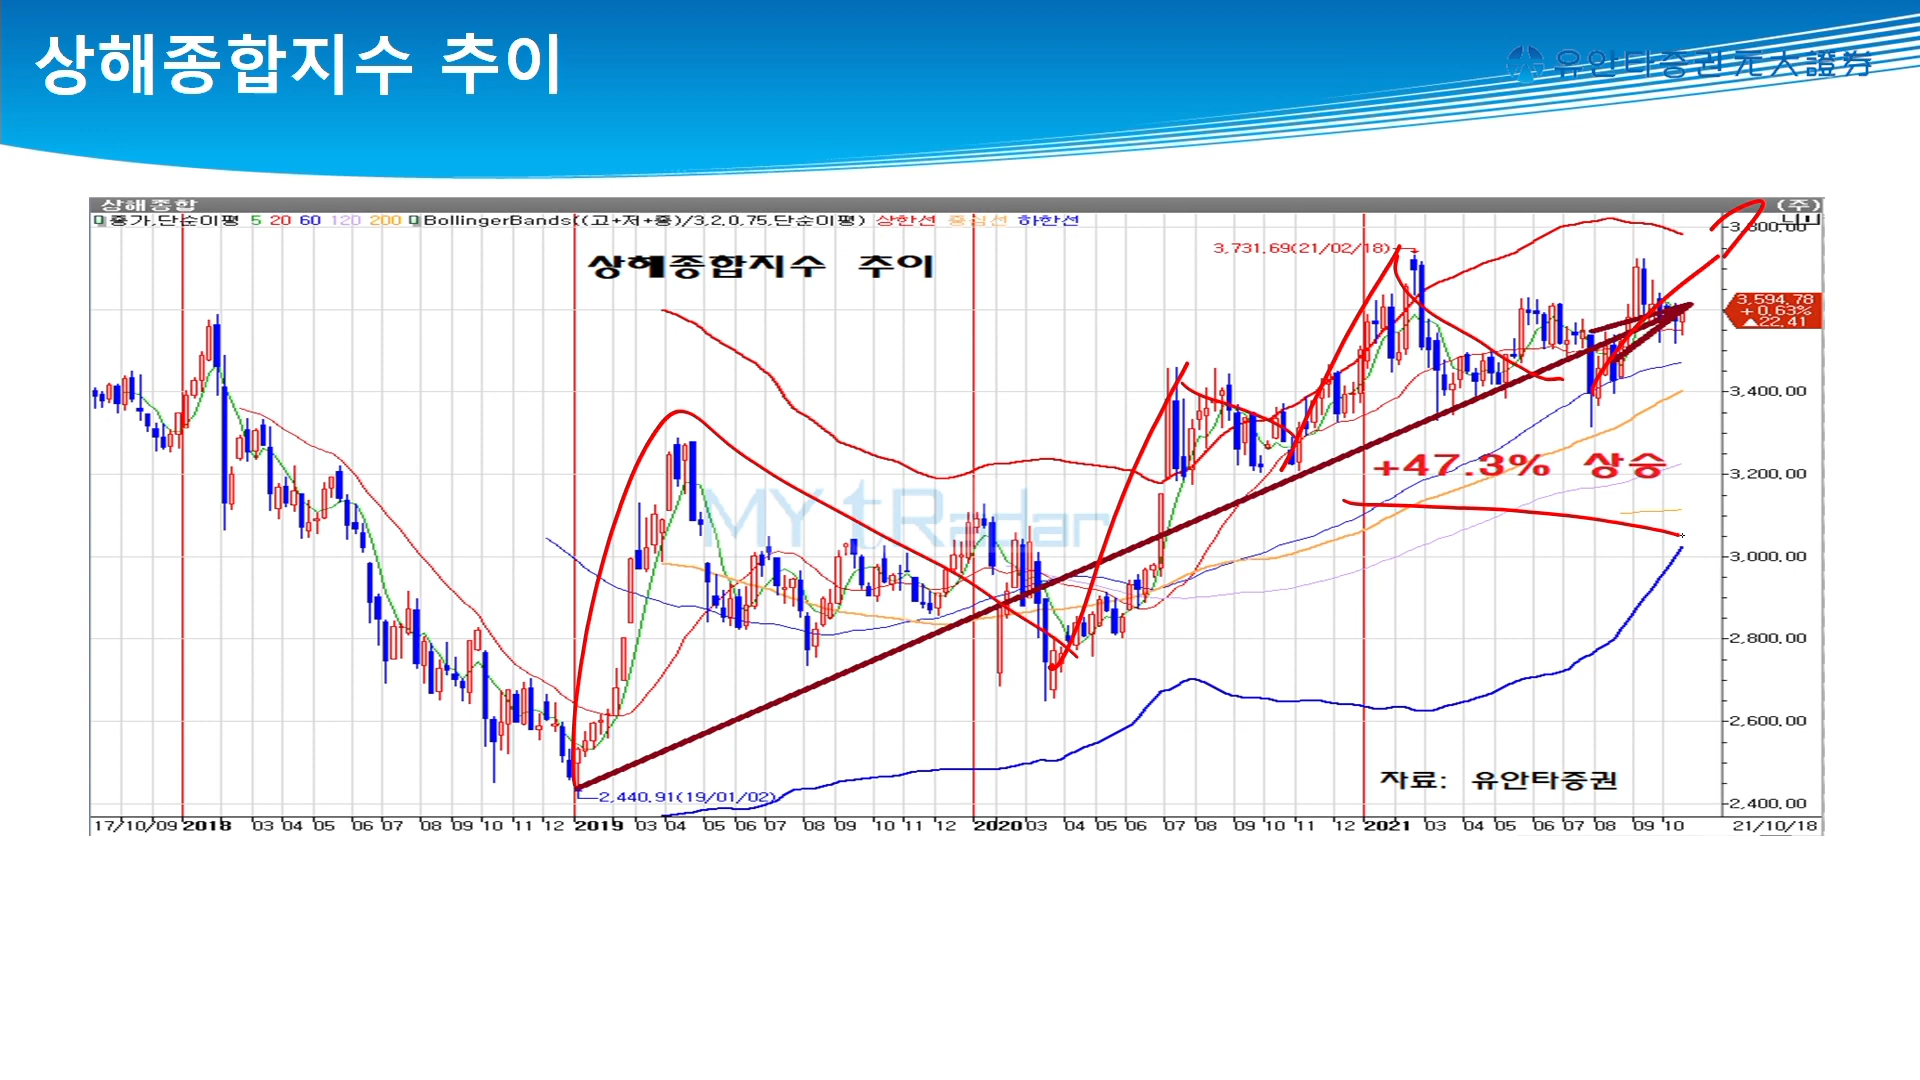 상해종합지수 추이
유안타증권 元大證券
상해종합
(주)
종가,단순이평 5 20 60 120 200 BollingerBands((고+저+종)/3,2,0,75,단순이평) 상한선 중심선 하한선
상해종합지수 추이
3,731.69(21/02/18)
3,800.00
3,594.78
+0.63%
▲22.41
3,400.00
+47.3% 상승
3,200.00
MY tRadar
3,000.00
2,800.00
2,600.00
자료: 유안타증권
2,440.91(19/01/02)
2,400.00
17/10/09 2018 03 04 05 06 07 08 09 10 11 12 2019 03 04 05 06 07 08 09 10 11 12 2020 03 04 05 06 07 08 09 10 11 12 2021 03 04 05 06 07 08 09 10 21/10/18